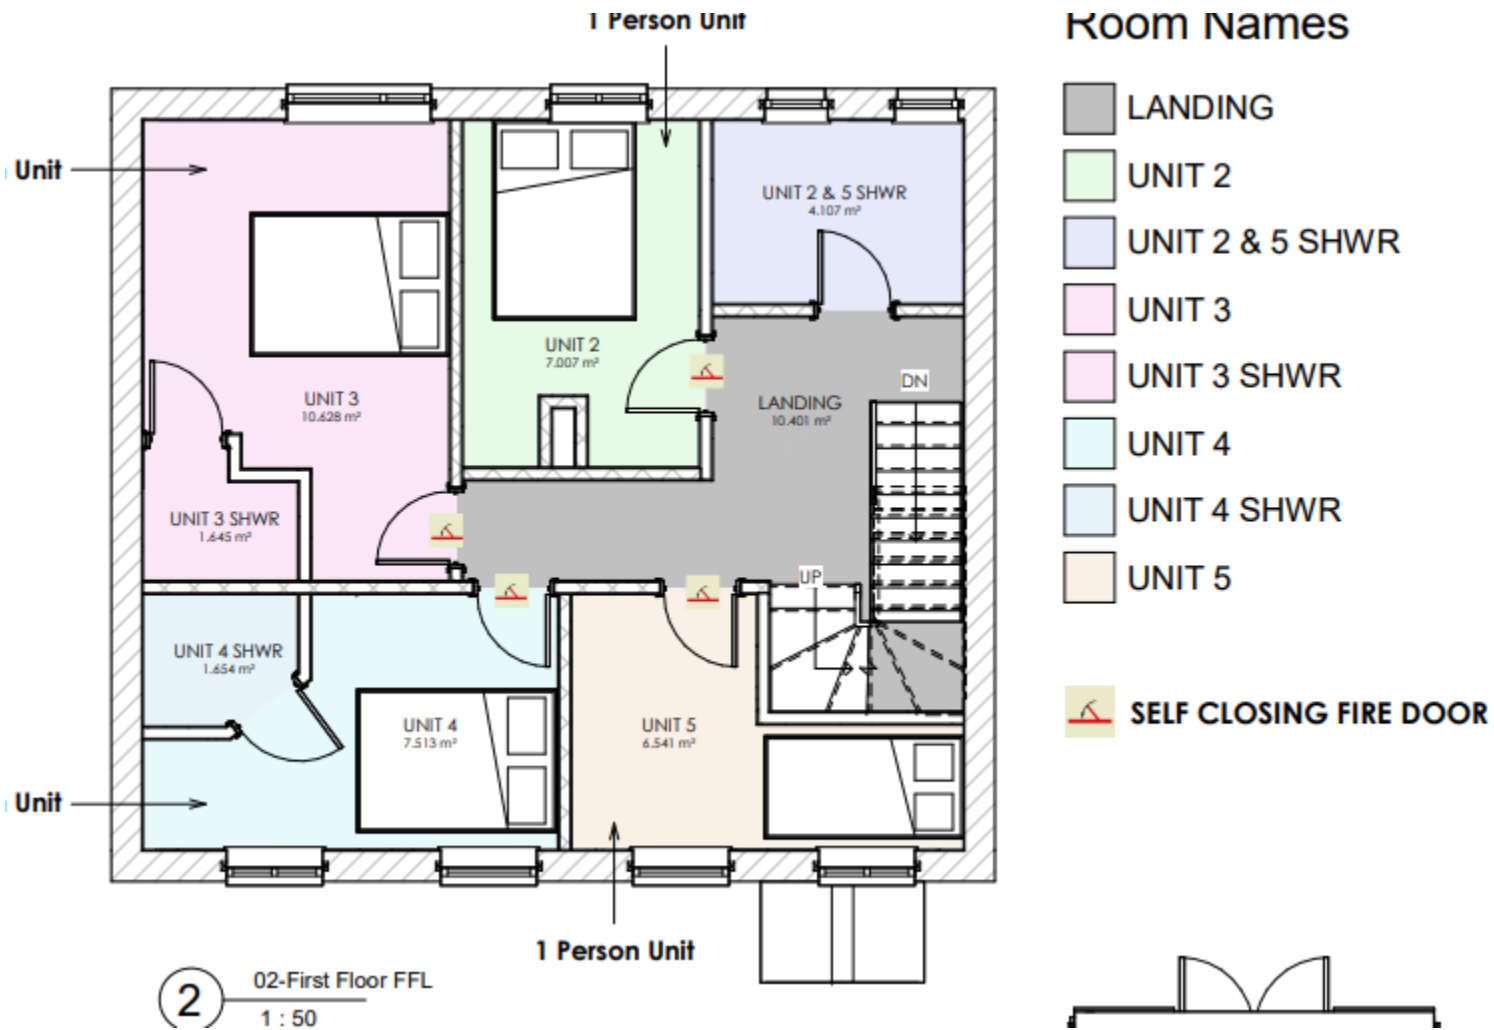 1 Person Unit
Room Names
LANDING
UNIT 2
UNIT 2 & 5 SHWR
UNIT 3
UNIT 3 SHWR
UNIT 4
UNIT 4 SHWR
UNIT 5
SELF CLOSING FIRE DOOR
Unit
UNIT 2 & 5 SHWR
4.107 m²
UNIT 2
7.007 m²
UNIT 3
10.628 m²
LANDING
10.401 m²
DN
UNIT 3 SHWR
1.645 m²
UP
UNIT 4 SHWR
1.654 m²
UNIT 4
7.513 m²
UNIT 5
6.541 m²
Unit
1 Person Unit
2
02-First Floor FFL
1 : 50